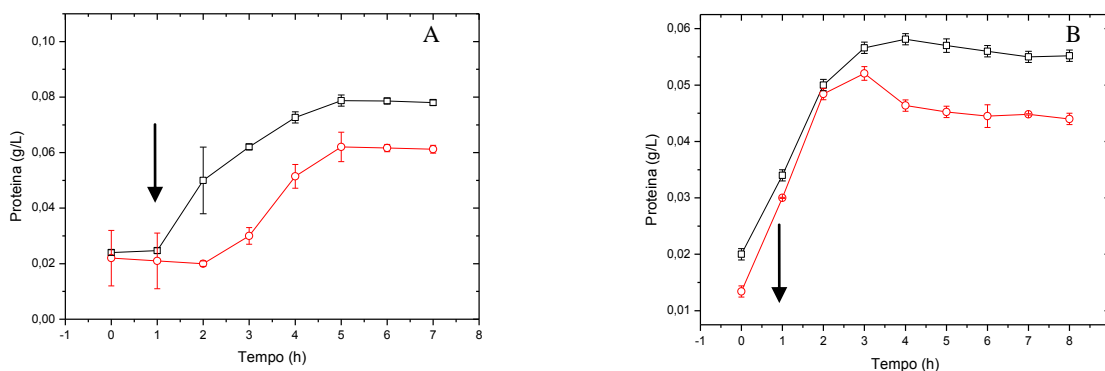 A
Proteina (g/L)
0,10
0,08
0,06
0,04
0,02
0,00
-1 0 1 2 3 4 5 6 7 8
Tempo (h)
B
Proteina (g/L)
0,06
0,05
0,04
0,03
0,02
0,01
-1 0 1 2 3 4 5 6 7 8
Tempo (h)